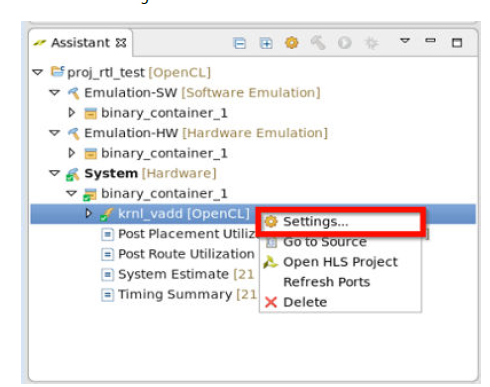 Assistant
proj_rtl_test [OpenCL]
Emulation-SW [Software Emulation]
binary_container_1
Emulation-HW [Hardware Emulation]
binary_container_1
System [Hardware]
binary_container_1
krnl_vadd [OpenCL]
Settings...
Post Placement Utiliz
Go to Source
Post Route Utilization
Open HLS Project
System Estimate [21
Refresh Ports
Timing Summary [21
Delete